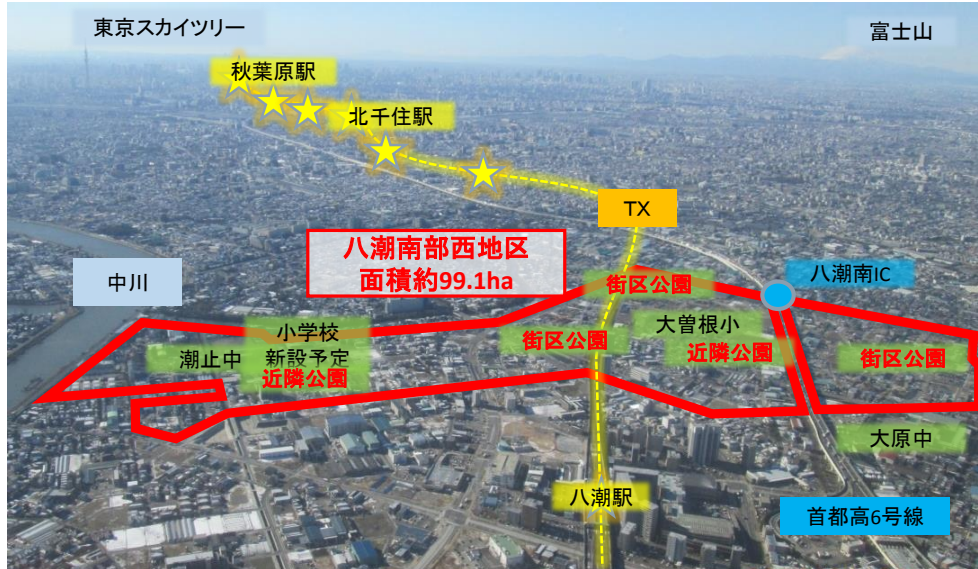 東京スカイツリー
富士山
秋葉原駅
北千住駅
TX
八潮南部西地区
面積約99.1ha
中川
八潮南IC
街区公園
小学校
新設予定
近隣公園
潮止中
街区公園
大曽根小
近隣公園
街区公園
大原中
八潮駅
首都高6号線